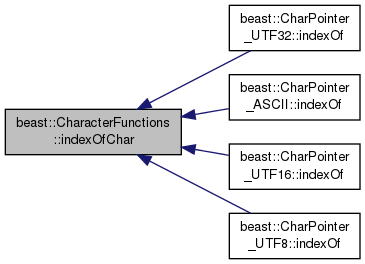 beast::CharPointer
_UTF32::indexOf
beast::CharPointer
_ASCII::indexOf
beast::CharacterFunctions
::indexOfChar
beast::CharPointer
_UTF16::indexOf
beast::CharPointer
_UTF8::indexOf